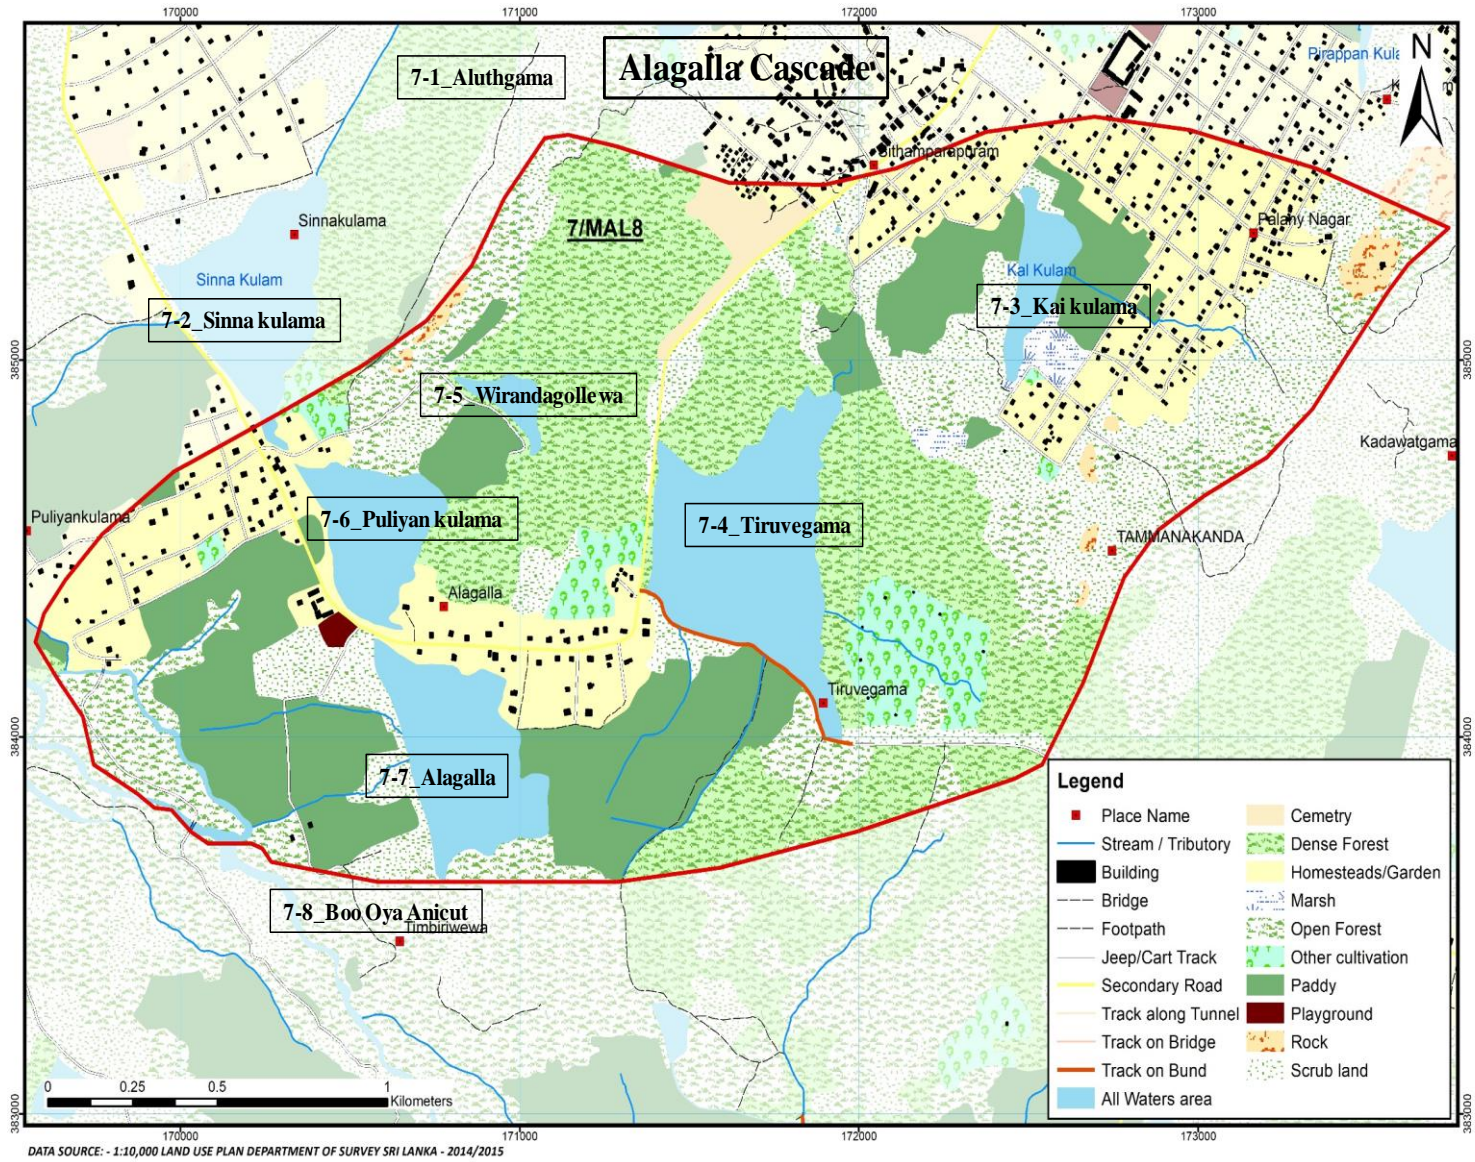 170000
171000
172000
173000
Alagalla Cascade
7-1_Aluthgama
Pirappan Kula
N
Sithamparapuram
Sinnakulama
7/MAL8
Palany Nagar
Sinna Kulam
Kal Kulam
7-2_Sinna kulama
7-3_Kai kulama
385000
385000
7-5_Wirandagollewa
Kadawatgama
Puliyankulama
7-6_Puliyan kulama
7-4_Tiruvegama
TAMMANAKANDA
Alagalla
Tiruvegama
384000
384000
7-7_Alagalla
7-8_Boo Oya Anicut
Timbiriwewa
Legend
Place Name
Stream / Tributory
Building
Bridge
Footpath
Jeep/Cart Track
Secondary Road
Track along Tunnel
Track on Bridge
Track on Bund
All Waters area
Cemetry
Dense Forest
Homesteads/Garden
Marsh
Open Forest
Other cultivation
Paddy
Playground
Rock
Scrub land
0 0.25 0.5 1
Kilometers
383000
383000
170000
171000
172000
173000
DATA SOURCE: - 1:10,000 LAND USE PLAN DEPARTMENT OF SURVEY SRI LANKA - 2014/2015